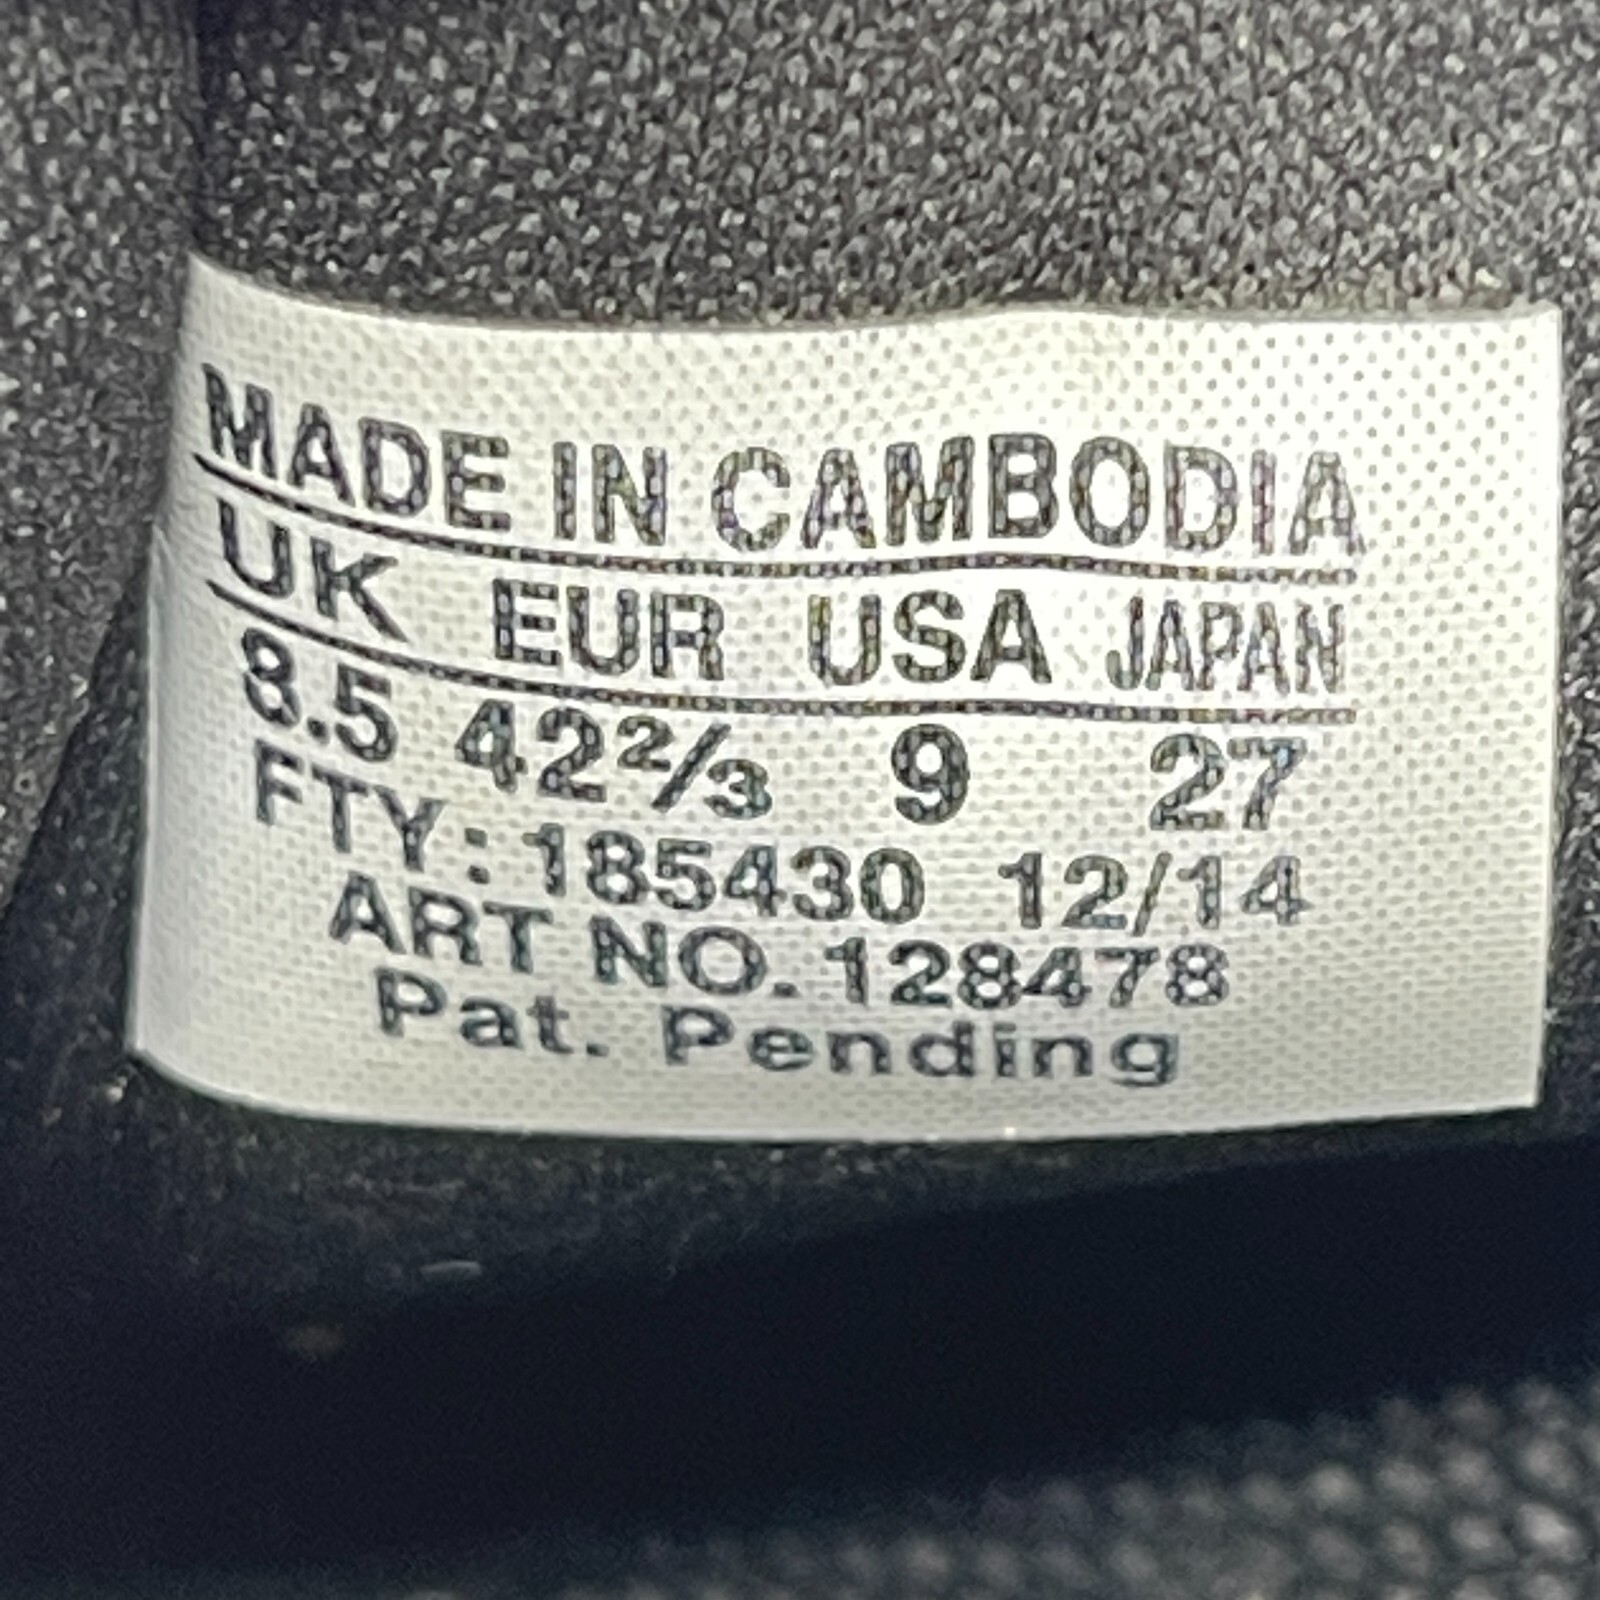 MADE IN CAMBODIA
UK EUR USA JAPAN
8.5 42⅔ 9 27
FTY: 185430 12/14
ART NO. 128478
Pat. Pending